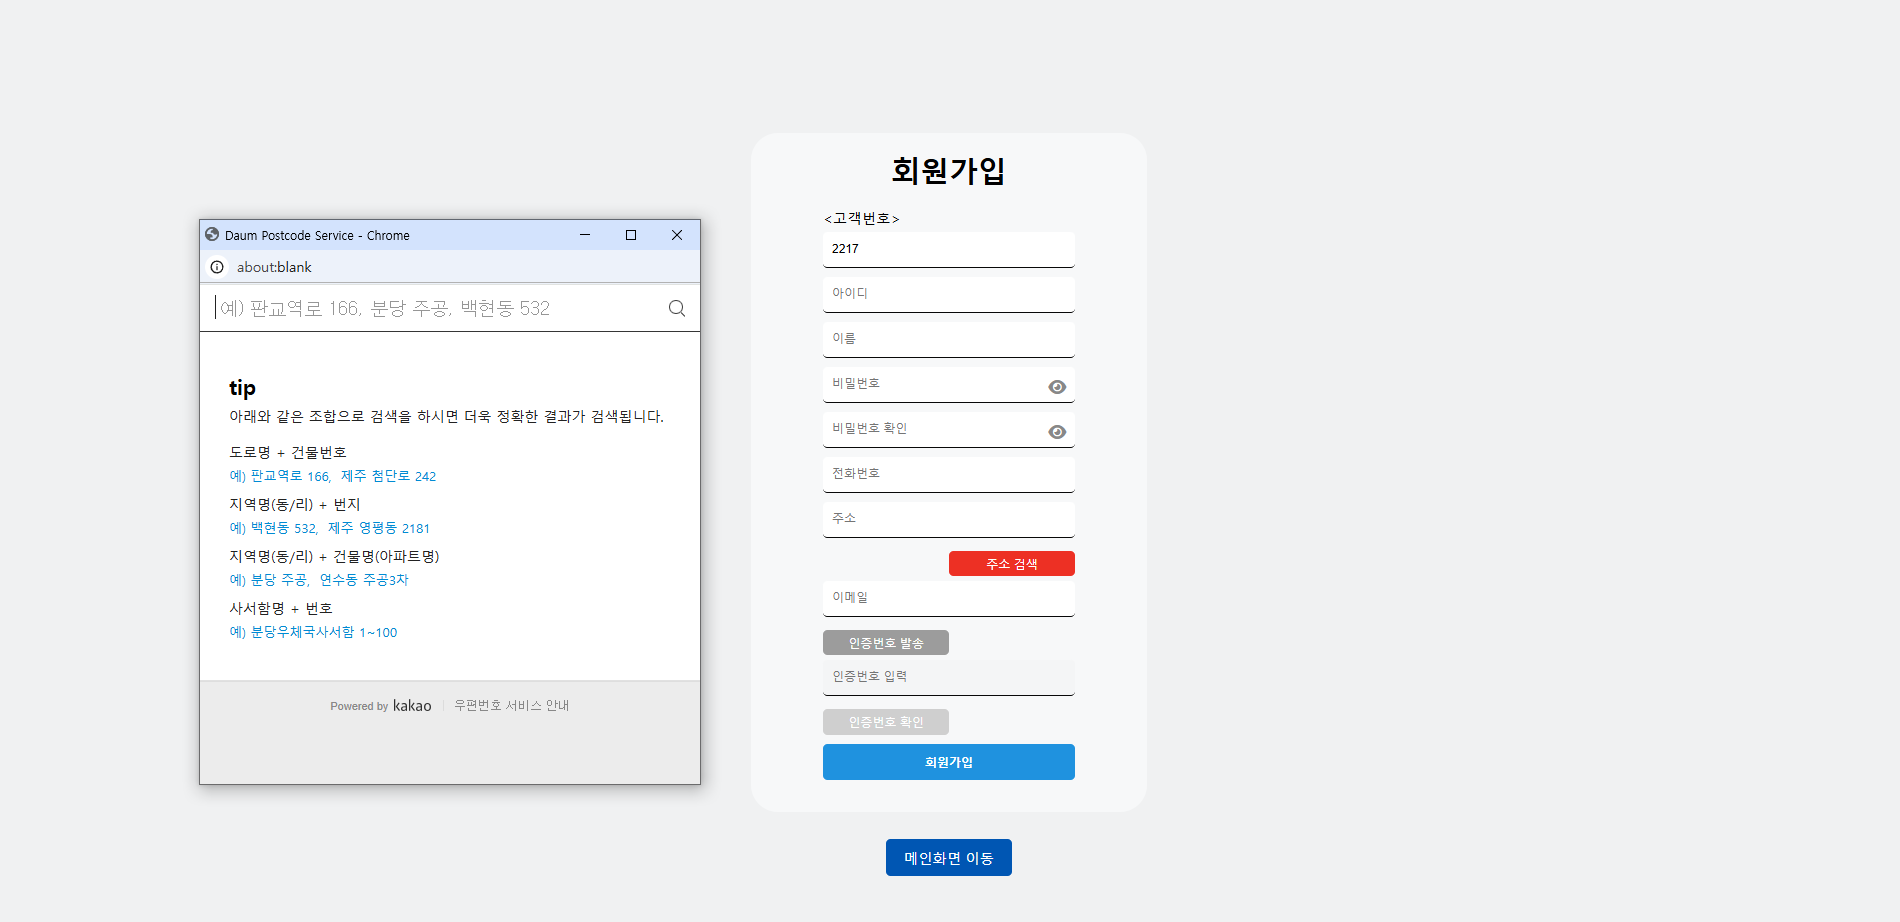 Daum Postcode Service - Chrome
about:blank
예) 판교역로 166, 분당 주공, 백현동 532
tip
아래와 같은 조합으로 검색을 하시면 더욱 정확한 결과가 검색됩니다.
도로명 + 건물번호
예) 판교역로 166, 제주 첨단로 242
지역명(동/리) + 번지
예) 백현동 532, 제주 영평동 2181
지역명(동/리) + 건물명(아파트명)
예) 분당 주공, 연수동 주공3차
사서함명 + 번호
예) 분당우체국사서함 1~100
Powered by kakao 우편번호 서비스 안내
회원가입
<고객번호>
2217
아이디
이름
비밀번호
비밀번호 확인
전화번호
주소
주소 검색
이메일
인증번호 발송
인증번호 입력
인증번호 확인
회원가입
메인화면 이동